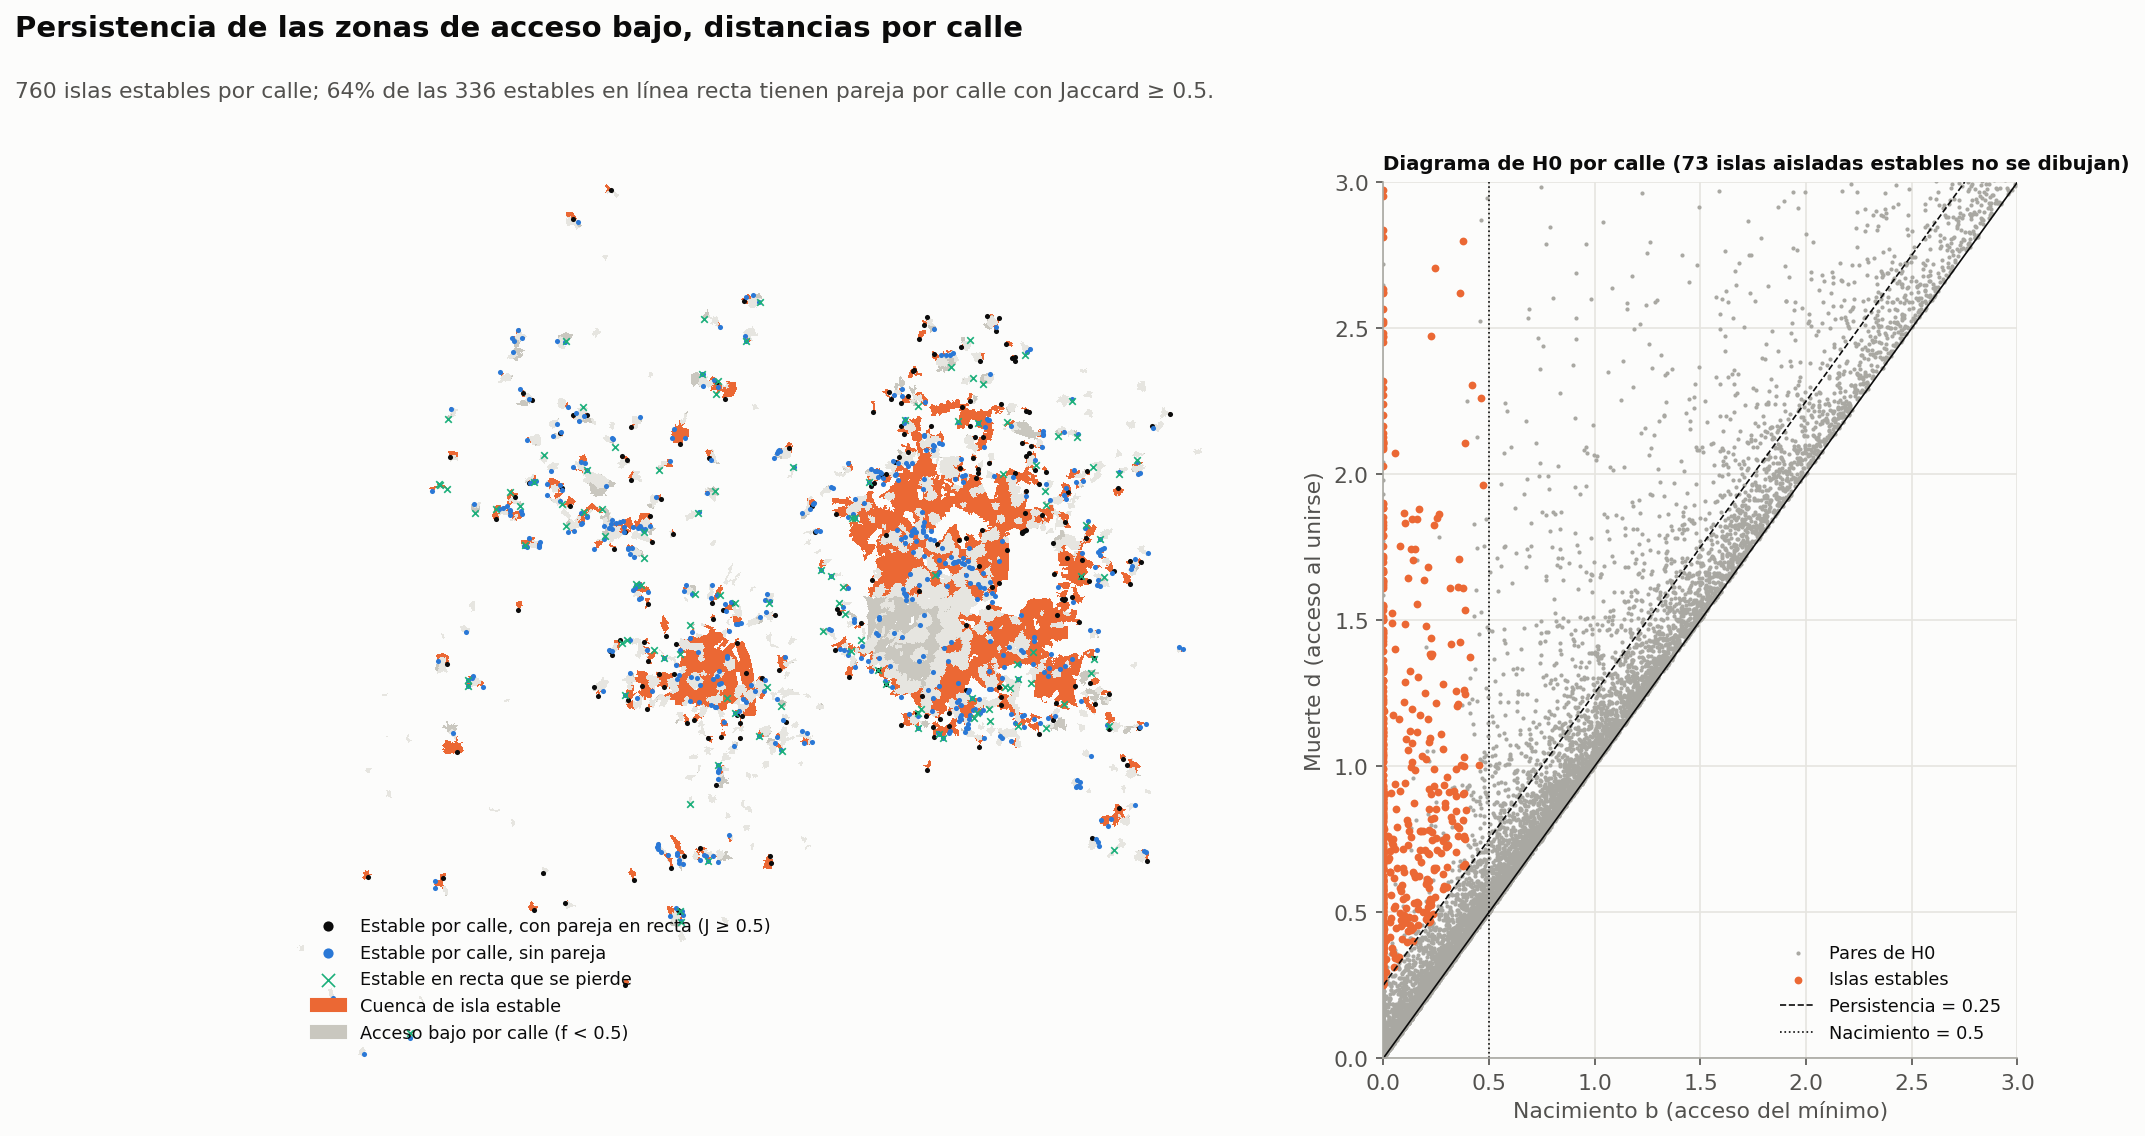 Persistencia de las zonas de acceso bajo, distancias por calle
760 islas estables por calle; 64% de las 336 estables en línea recta tienen pareja por calle con Jaccard ≥ 0.5.
Estable por calle, con pareja en recta (J ≥ 0.5)
Estable por calle, sin pareja
Estable en recta que se pierde
Cuenca de isla estable
Acceso bajo por calle (f < 0.5)
Diagrama de H0 por calle (73 islas aisladas estables no se dibujan)
Muerte d (acceso al unirse)
3.0
2.5
2.0
1.5
1.0
0.5
0.0
Pares de H0
Islas estables
Persistencia = 0.25
Nacimiento = 0.5
0.0 0.5 1.0 1.5 2.0 2.5 3.0
Nacimiento b (acceso del mínimo)